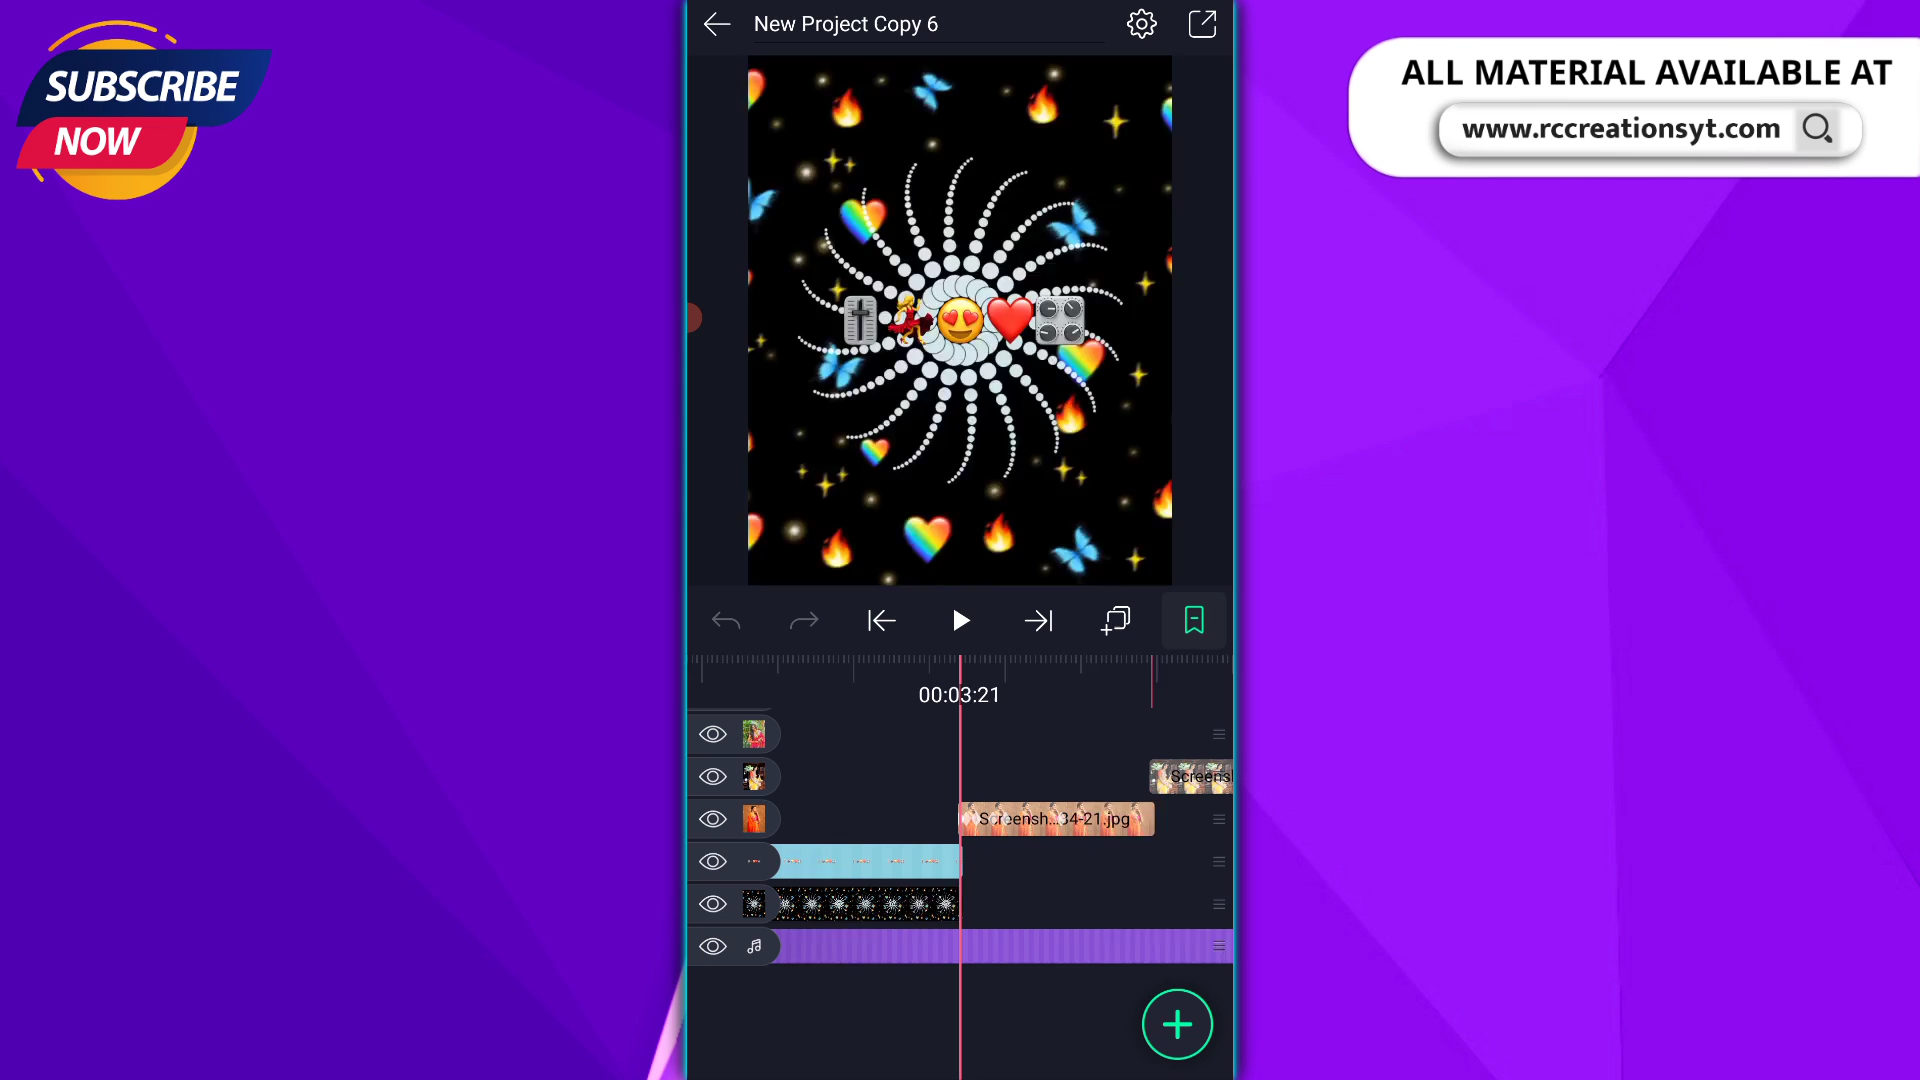 SUBSCRIBE
NOW
New Project Copy 6
ALL MATERIAL AVAILABLE AT
www.rccreationsyt.com
00:03:21
Screensh
Screensh...34-21.jpg